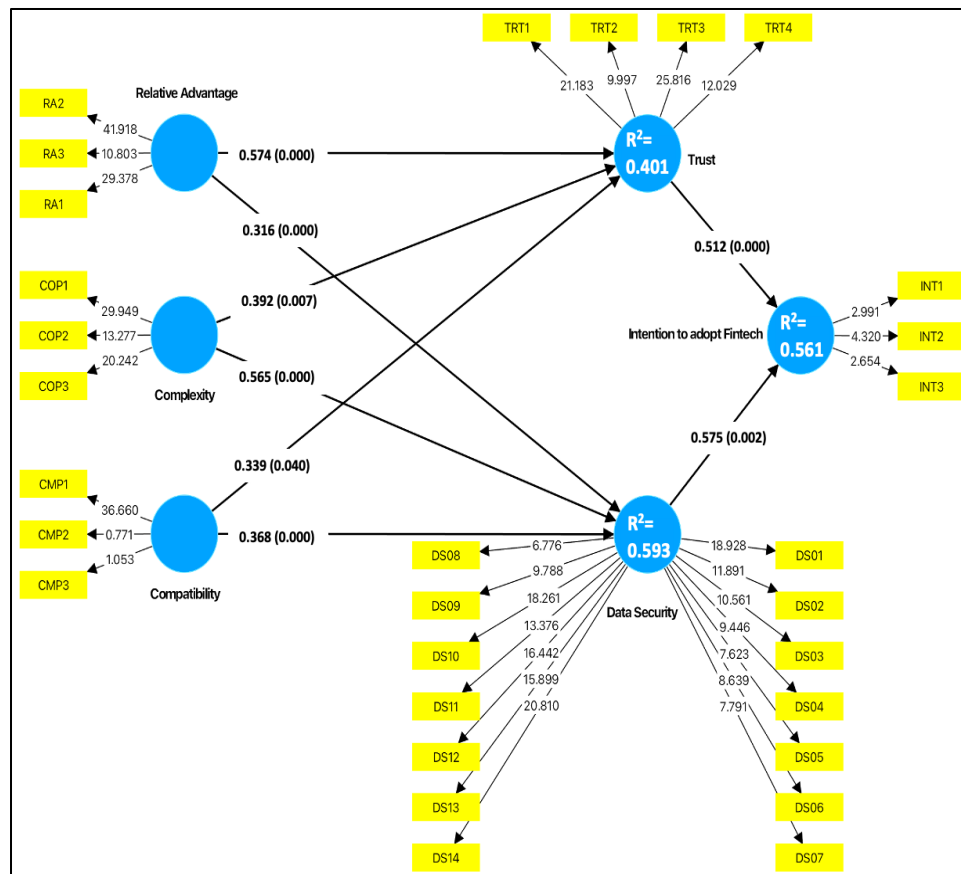 TRT1
TRT2
TRT3
TRT4
21.183
9.997
25.816
12.029
Relative Advantage
RA2
RA3
RA1
41.918
10.803
29.378
0.574 (0.000)
R²=
0.401
Trust
0.316 (0.000)
0.512 (0.000)
COP1
COP2
COP3
29.949
13.277
20.242
0.392 (0.007)
Complexity
0.565 (0.000)
Intention to adopt Fintech
R²=
0.561
INT1
INT2
INT3
2.991
4.320
2.654
0.339 (0.040)
0.575 (0.002)
CMP1
CMP2
CMP3
36.660
0.771
1.053
Compatibility
0.368 (0.000)
R²=
0.593
Data Security
DS08
DS09
DS10
DS11
DS12
DS13
DS14
6.776
9.788
18.261
13.376
16.442
15.899
20.810
18.928
11.891
10.561
9.446
7.623
8.639
7.791
DS01
DS02
DS03
DS04
DS05
DS06
DS07